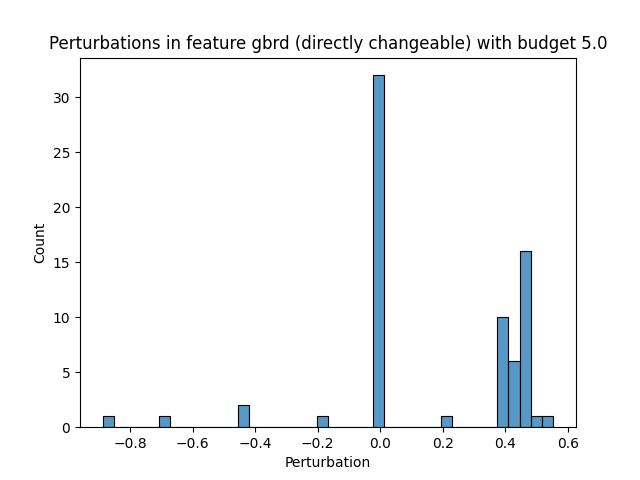 Perturbations in feature gbrd (directly changeable) with budget 5.0
30
25
20
15
10
5
0
Count
−0.8 −0.6 −0.4 −0.2 0.0 0.2 0.4 0.6
Perturbation